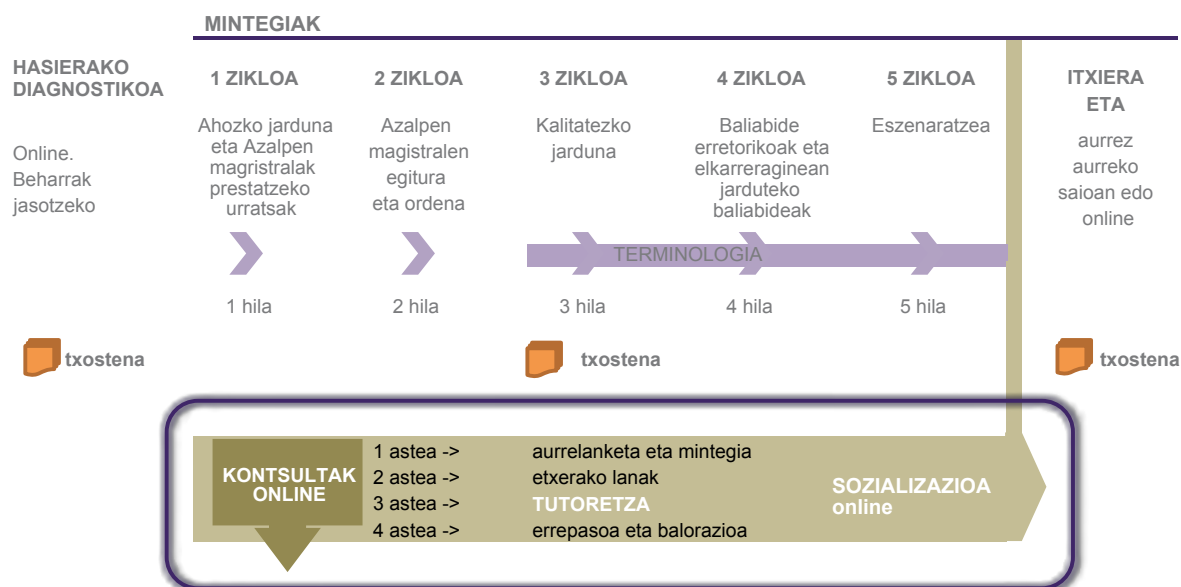 MINTEGIAK
HASIERAKO
DIAGNOSTIKOA
Online.
Beharrak
jasotzeko
1 ZIKLOA
Ahozko jarduna
eta Azalpen
magristralak
prestatzeko
urratsak
2 ZIKLOA
Azalpen
magistralen
egitura
eta ordena
3 ZIKLOA
Kalitatezko
jarduna
4 ZIKLOA
Baliabide
erretorikoak eta
elkarreraginean
jarduteko
baliabideak
5 ZIKLOA
Eszenaratzea
ITXIERA
ETA
aurrez
aurreko
saioan edo
online
TERMINOLOGIA
1 hila
2 hila
3 hila
4 hila
5 hila
txostena
txostena
txostena
KONTSULTAK
ONLINE
1 astea -> aurrelanketa eta mintegia
2 astea -> etxerako lanak
3 astea -> TUTORETZA
4 astea -> errepasoa eta balorazioa
SOZIALIZAZIOA
online